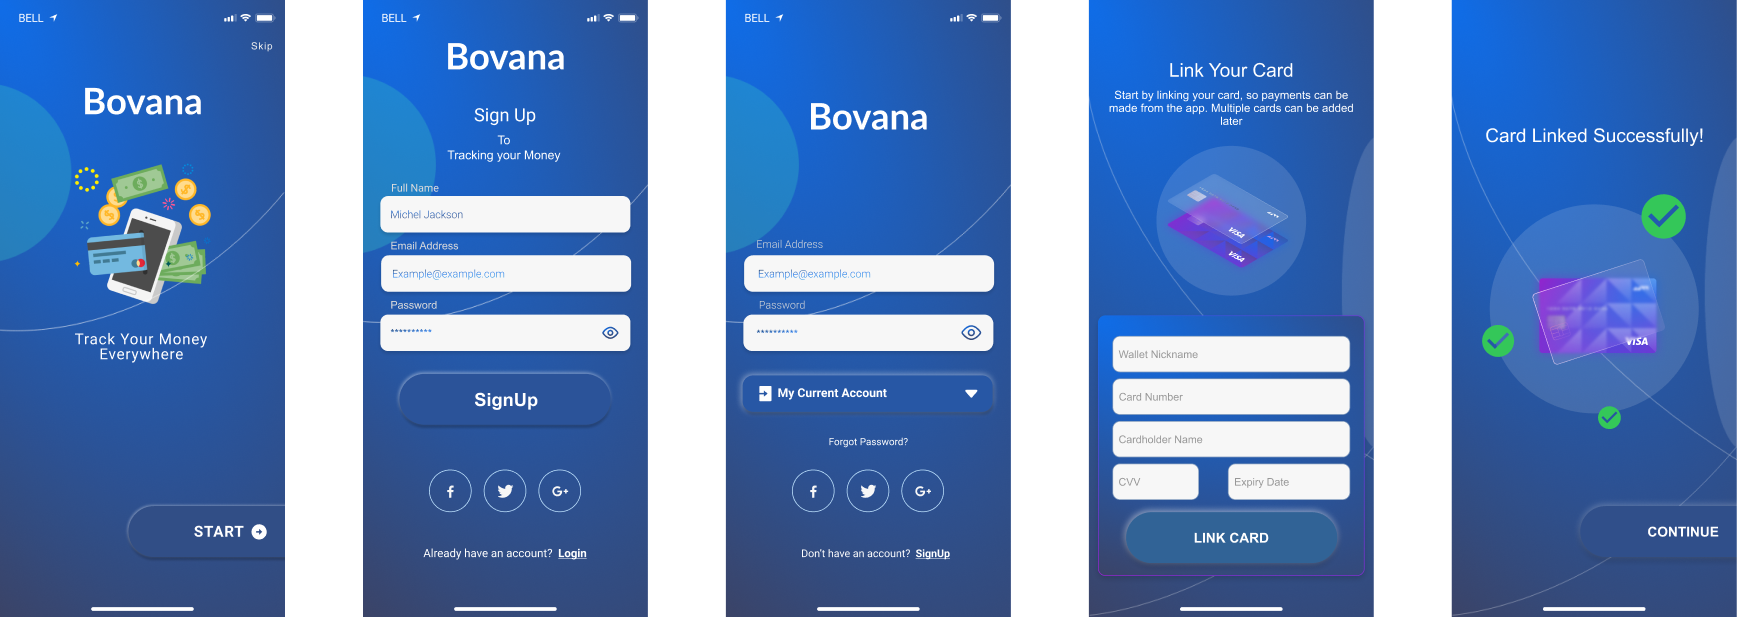 BELL
Skip
Bovana
Track Your Money
Everywhere
START
BELL
Bovana
Sign Up
To
Tracking your Money
Full Name
Michel Jackson
Email Address
Example@example.com
Password
**********
SignUp
f
G+
Already have an account? Login
BELL
Bovana
Email Address
Example@example.com
Password
**********
My Current Account
Forgot Password?
f
G+
Don't have an account? SignUp
Link Your Card
Start by linking your card, so payments can be
made from the app. Multiple cards can be added
later
VISA
VISA
Wallet Nickname
Card Number
Cardholder Name
CVV
Expiry Date
LINK CARD
Card Linked Successfully!
VISA
CONTINUE